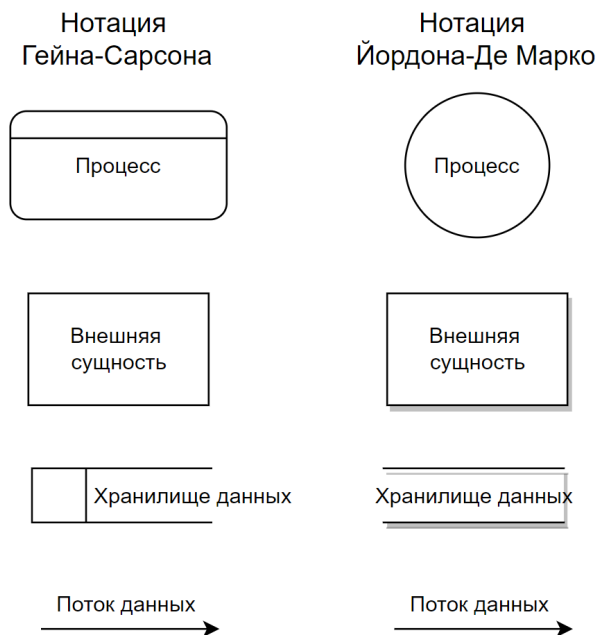 Нотация
Гейна-Сарсона
Нотация
Йордона-Де Марко
Процесс
Процесс
Внешняя
сущность
Внешняя
сущность
Хранилище данных
Хранилище данных
Поток данных
Поток данных